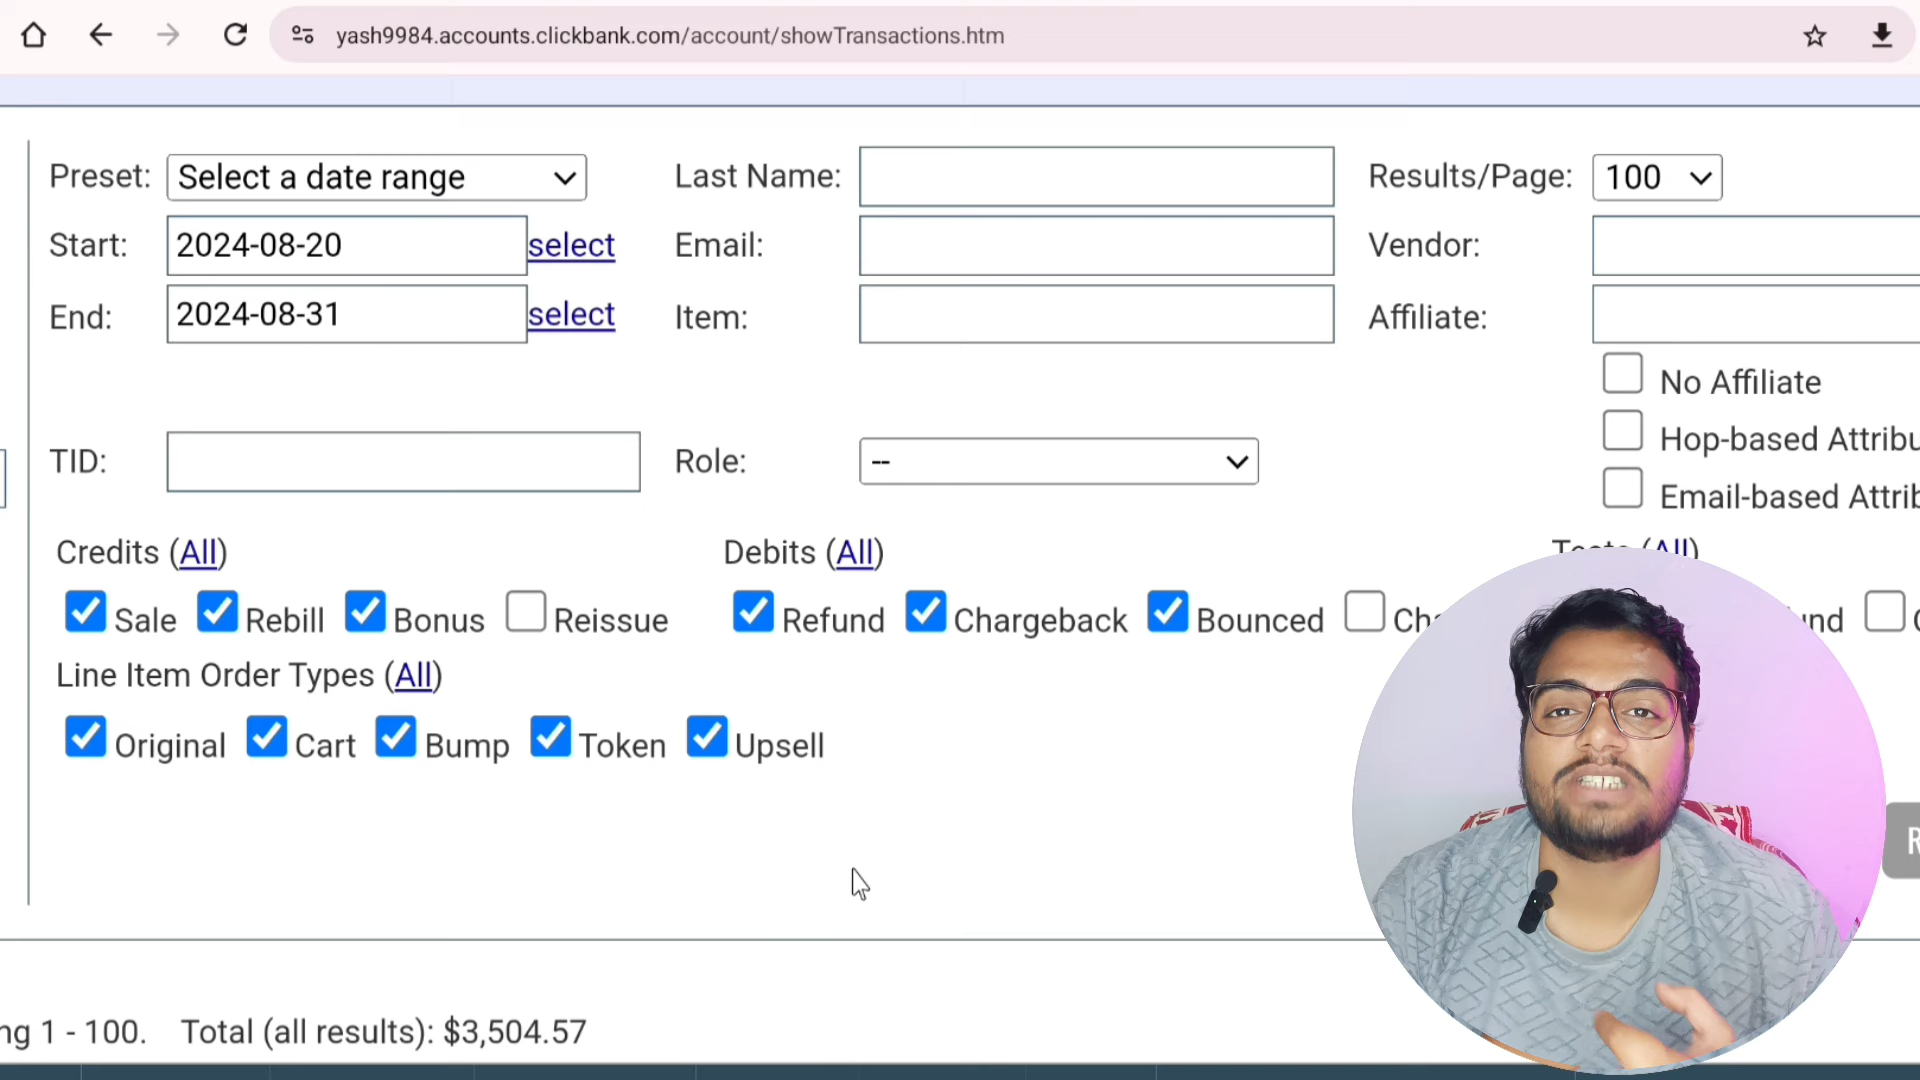 yash9984.accounts.clickbank.com/account/showTransactions.htm
Preset: Select a date range Last Name: Results/Page: 100
Start: 2024-08-20 select Email: Vendor:
End: 2024-08-31 select Item: Affiliate:
No Affiliate
Hop-based Attribu
TID: Role: --
Email-based Attrib
Credits (All) Debits (All) (All)
Sale Rebill Bonus Reissue Refund Chargeback Bounced Ch und
Line Item Order Types (All)
Original Cart Bump Token Upsell
R
ng 1 - 100. Total (all results): $3,504.57